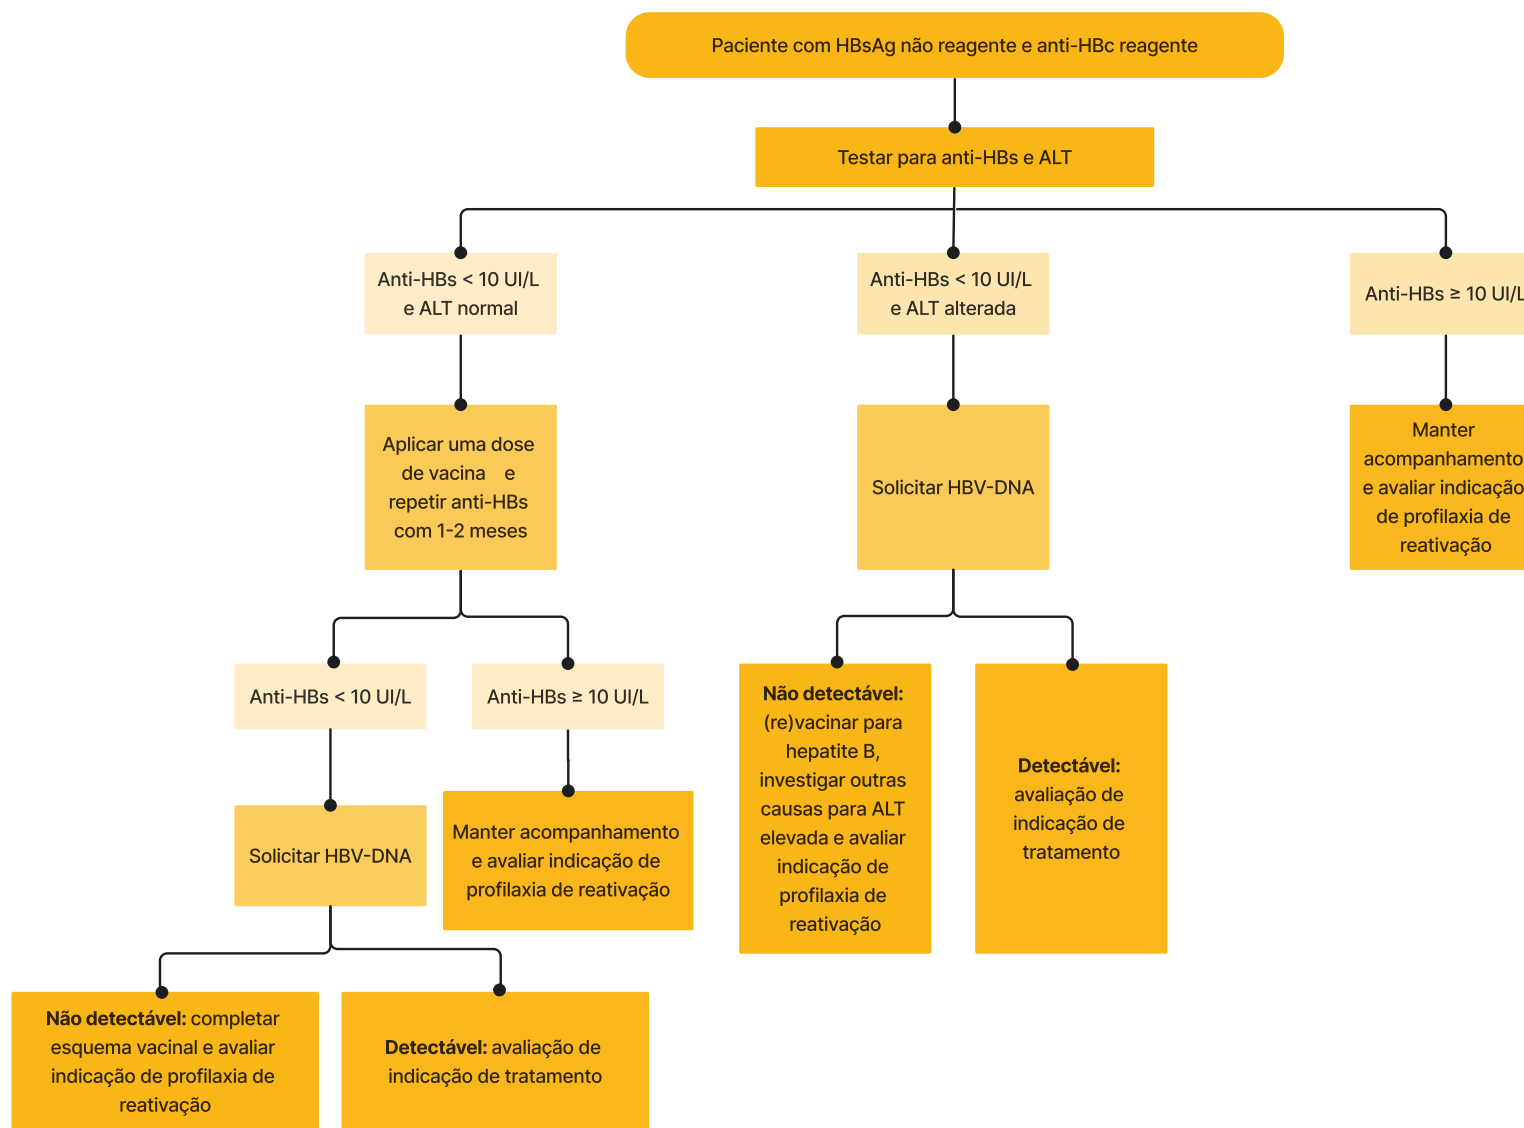 Paciente com HBsAg não reagente e anti-HBc reagente
Testar para anti-HBs e ALT
Anti-HBs < 10 UI/L
e ALT normal
Anti-HBs < 10 UI/L
e ALT alterada
Anti-HBs ≥ 10 UI/L
Aplicar uma dose
de vacina e
repetir anti-HBs
com 1-2 meses
Solicitar HBV-DNA
Manter
acompanhamento
e avaliar indicação
de profilaxia de
reativação
Anti-HBs < 10 UI/L
Anti-HBs ≥ 10 UI/L
Não detectável:
(re)vacinar para
hepatite B,
investigar outras
causas para ALT
elevada e avaliar
indicação de
profilaxia de
reativação
Detectável:
avaliação de
indicação de
tratamento
Solicitar HBV-DNA
Manter acompanhamento
e avaliar indicação de
profilaxia de reativação
Não detectável: completar
esquema vacinal e avaliar
indicação de profilaxia de
reativação
Detectável: avaliação de
indicação de tratamento